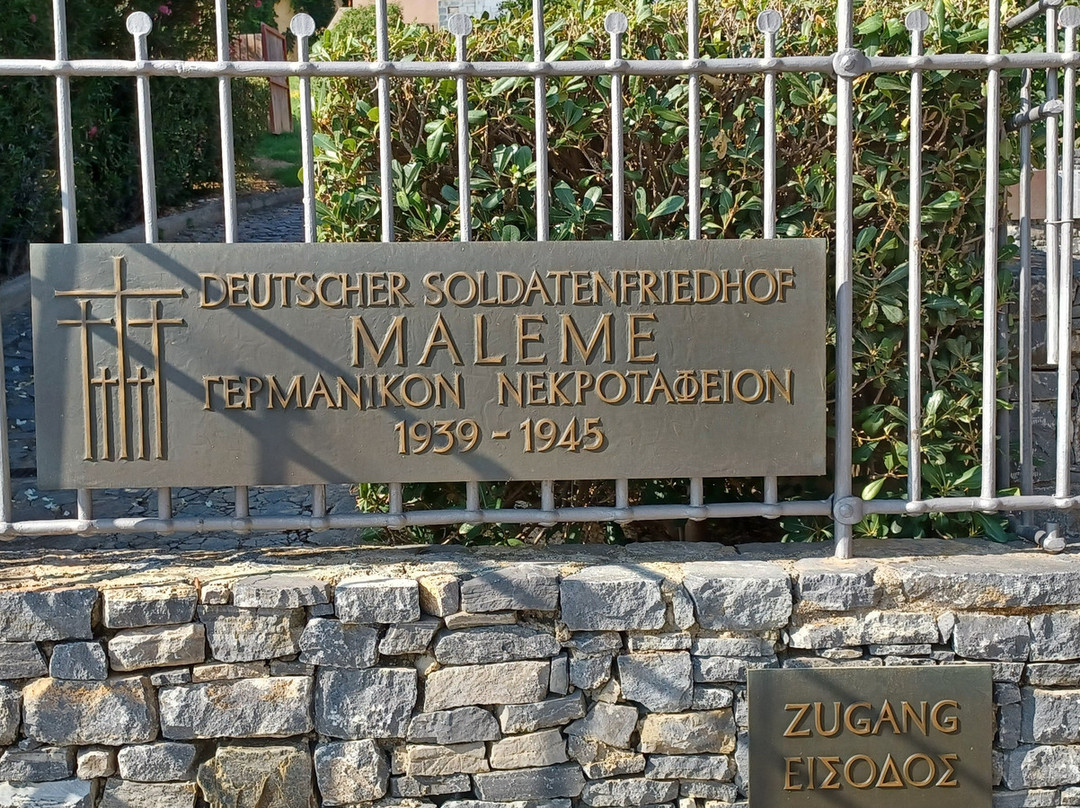 DEUTSCHER SOLDATENFRIEDHOF
MALEME
ΓΕΡΜΑΝΙΚΟΝ ΝΕΚΡΟΤΑΦΕΙΟΝ
1939 - 1945
ZUGANG
ΕΙΣΟΔΟΣ